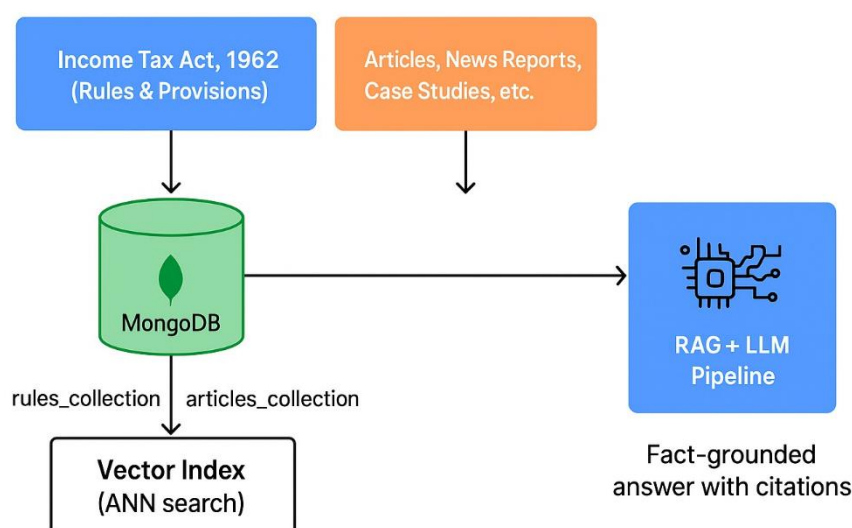 Income Tax Act, 1962
(Rules & Provisions)
Articles, News Reports,
Case Studies, etc.
MongoDB
RAG + LLM
Pipeline
rules_collection
articles_collection
Vector Index
(ANN search)
Fact-grounded
answer with citations